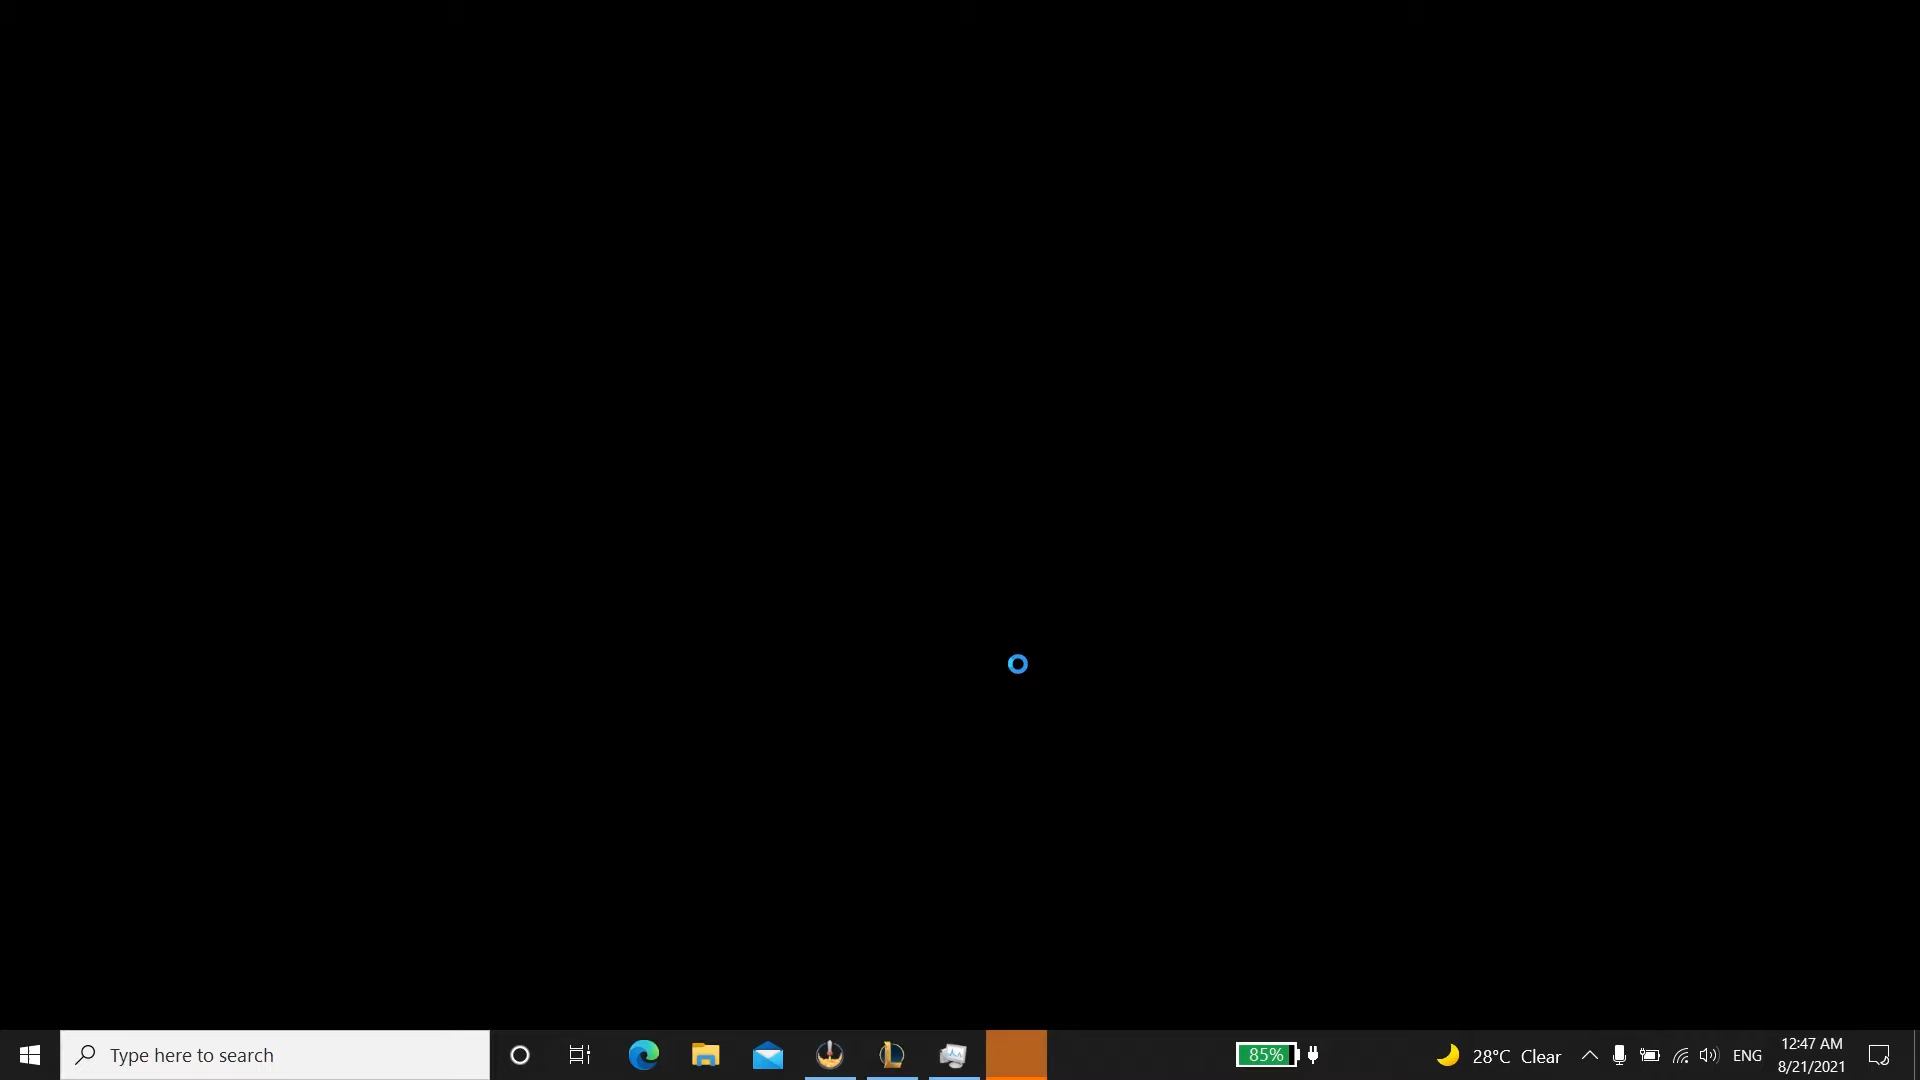 Type here to search
85%
28°C Clear
ENG
12:47 AM
8/21/2021